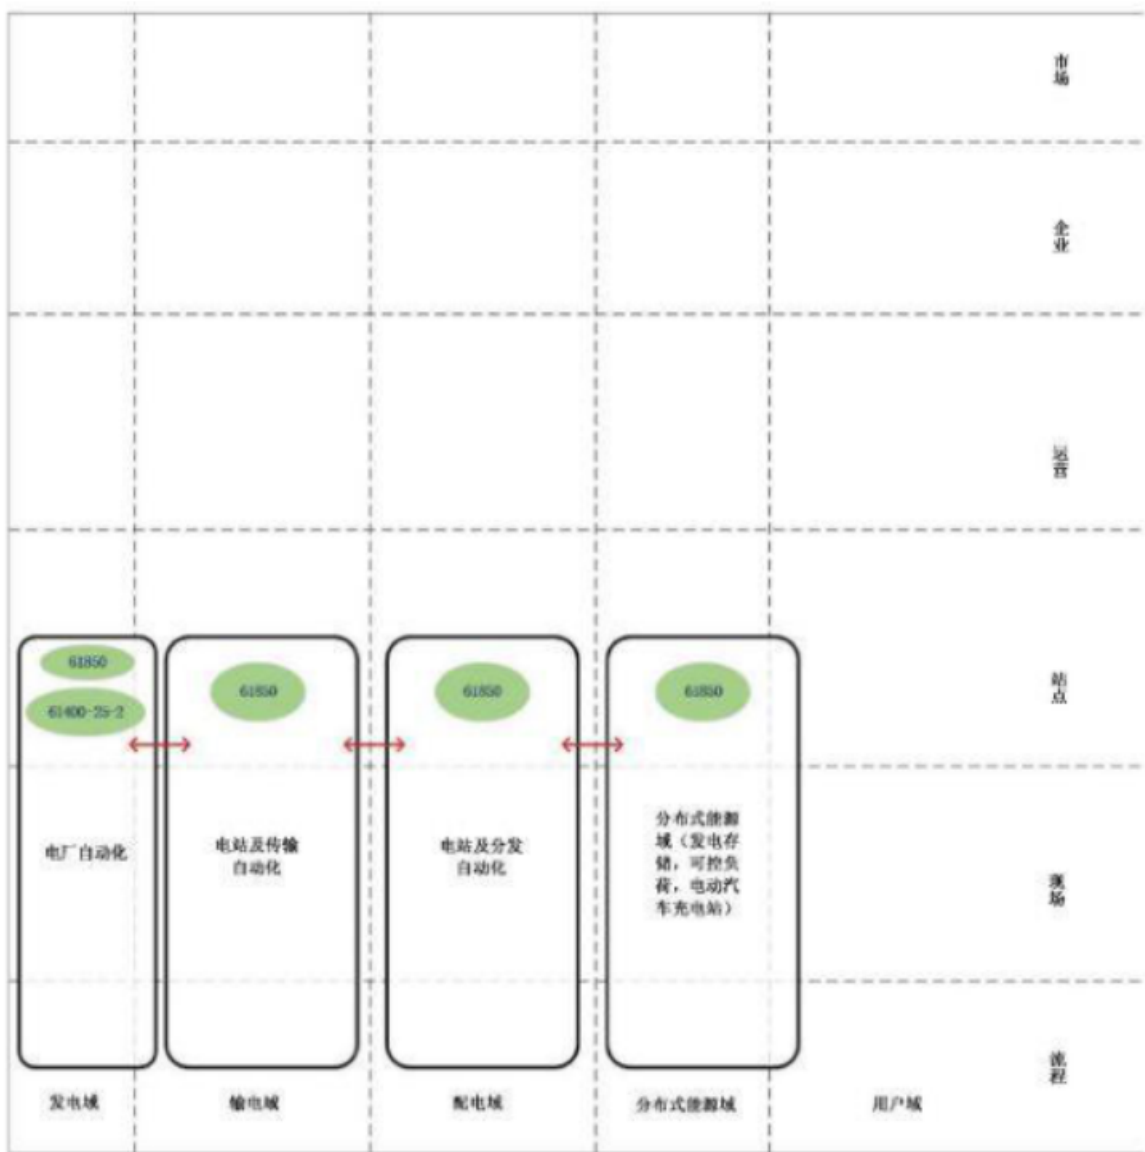 市场
企业
运营
61850
61400-25-2
61850
61850
61850
站点
电厂自动化
电站及传输
自动化
电站及分发
自动化
分布式能源
域（发电存
储，可控负
荷，电动汽
车充电站）
现场
流程
发电域
输电域
配电域
分布式能源域
用户域